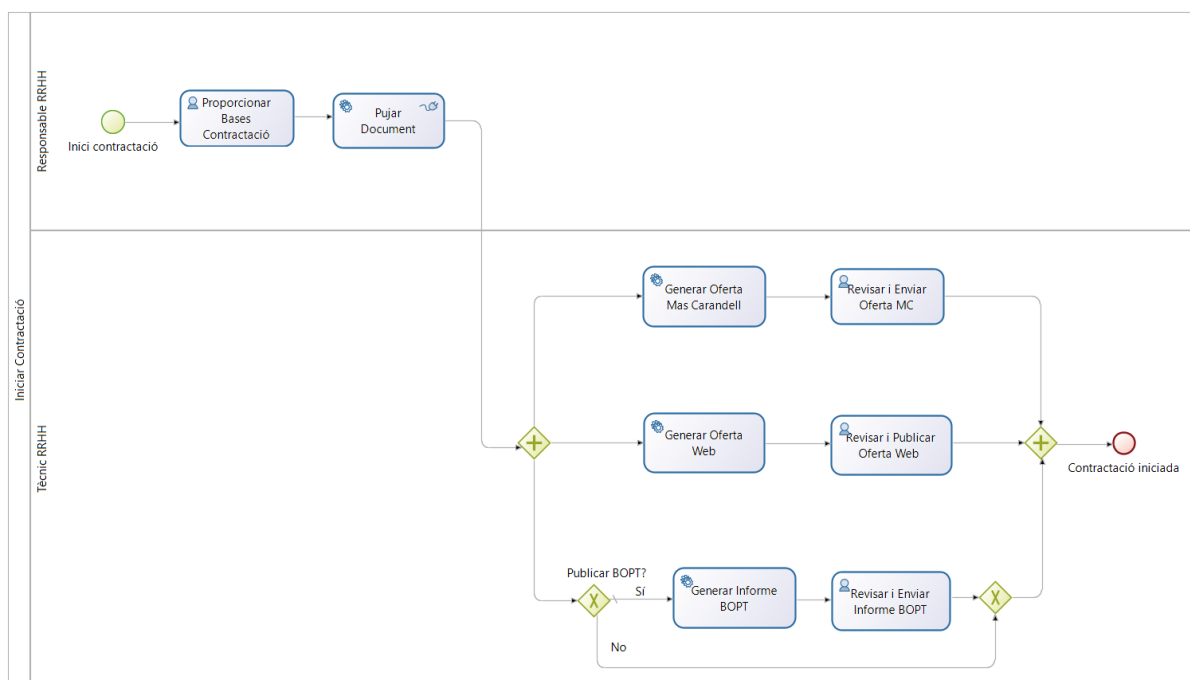 Iniciar Contractació
Responsable RRHH
Inici contractació
Proporcionar
Bases
Contractació
Pujar
Document
Tècnic RRHH
Generar Oferta
Mas Carandell
Revisar i Enviar
Oferta MC
Generar Oferta
Web
Revisar i Publicar
Oferta Web
Contractació iniciada
Publicar BOPT?
Sí
Generar Informe
BOPT
Revisar i Enviar
Informe BOPT
No